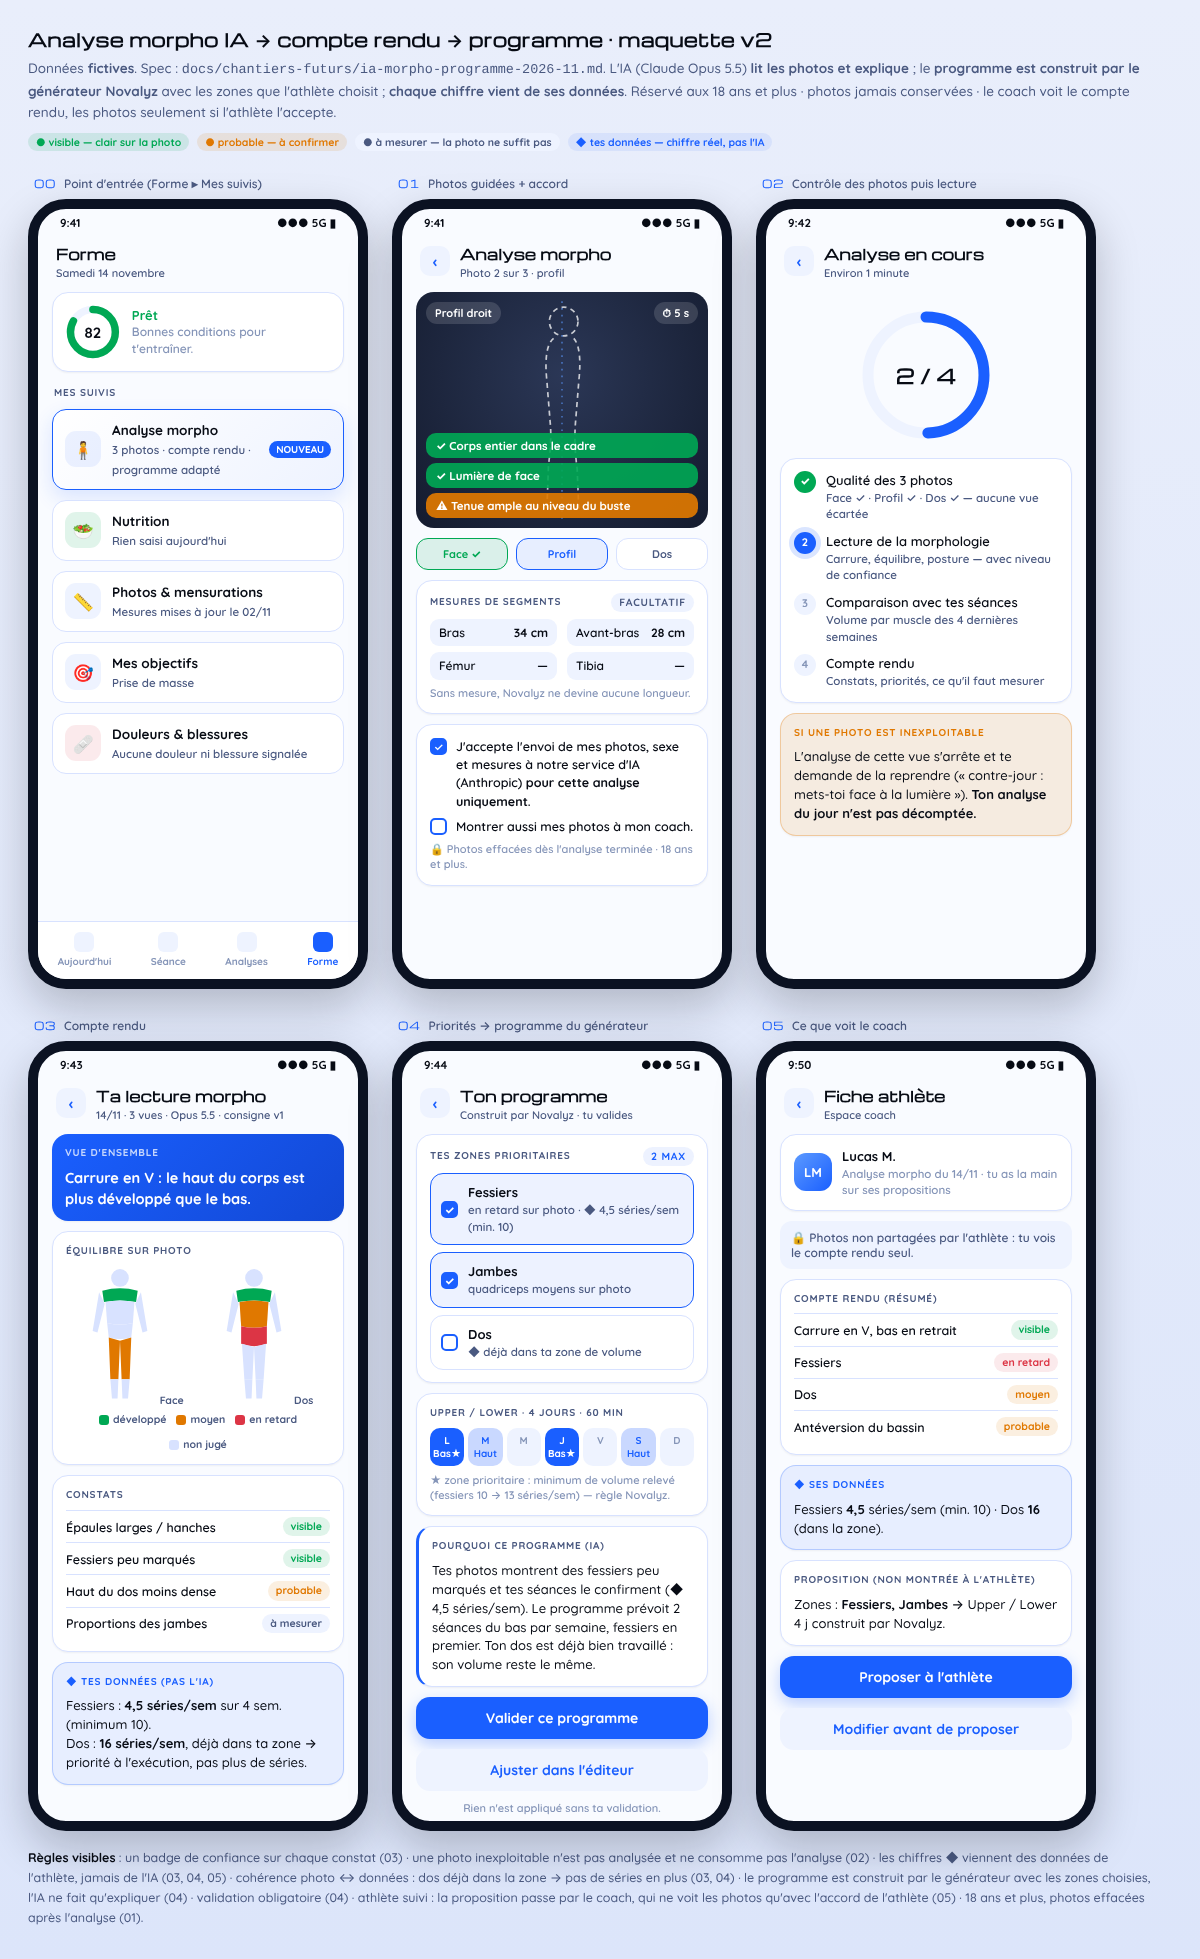 Analyse morpho IA → compte rendu → programme · maquette v2
Données fictives. Spec : docs/chantiers-futurs/ia-morpho-programme-2026-11.md. L'IA (Claude Opus 5.5) lit les photos et explique ; le programme est construit par le
générateur Novalyz avec les zones que l'athlète choisit ; chaque chiffre vient de ses données. Réservé aux 18 ans et plus · photos jamais conservées · le coach voit le compte
rendu, les photos seulement si l'athlète l'accepte.
● visible — clair sur la photo
● probable — à confirmer
● à mesurer — la photo ne suffit pas
◆ tes données — chiffre réel, pas l'IA
00 Point d'entrée (Forme ▸ Mes suivis)
9:41 ●●● 5G ▮
Forme
Samedi 14 novembre
82
Prêt
Bonnes conditions pour
t'entraîner.
MES SUIVIS
Analyse morpho
3 photos · compte rendu ·
programme adapté
NOUVEAU
Nutrition
Rien saisi aujourd'hui
Photos & mensurations
Mesures mises à jour le 02/11
Mes objectifs
Prise de masse
Douleurs & blessures
Aucune douleur ni blessure signalée
Aujourd'hui
Séance
Analyses
Forme
01 Photos guidées + accord
9:41 ●●● 5G ▮
‹
Analyse morpho
Photo 2 sur 3 · profil
Profil droit
⏱ 5 s
✓ Corps entier dans le cadre
✓ Lumière de face
⚠ Tenue ample au niveau du buste
Face ✓
Profil
Dos
MESURES DE SEGMENTS
FACULTATIF
Bras 34 cm
Avant-bras 28 cm
Fémur —
Tibia —
Sans mesure, Novalyz ne devine aucune longueur.
J'accepte l'envoi de mes photos, sexe
et mesures à notre service d'IA
(Anthropic) pour cette analyse
uniquement.
Montrer aussi mes photos à mon coach.
🔒 Photos effacées dès l'analyse terminée · 18 ans
et plus.
02 Contrôle des photos puis lecture
9:42 ●●● 5G ▮
‹
Analyse en cours
Environ 1 minute
2 / 4
✓
Qualité des 3 photos
Face ✓ · Profil ✓ · Dos ✓ — aucune vue
écartée
2
Lecture de la morphologie
Carrure, équilibre, posture — avec niveau
de confiance
3
Comparaison avec tes séances
Volume par muscle des 4 dernières
semaines
4
Compte rendu
Constats, priorités, ce qu'il faut mesurer
SI UNE PHOTO EST INEXPLOITABLE
L'analyse de cette vue s'arrête et te
demande de la reprendre (« contre-jour :
mets-toi face à la lumière »). Ton analyse
du jour n'est pas décomptée.
03 Compte rendu
9:43 ●●● 5G ▮
‹
Ta lecture morpho
14/11 · 3 vues · Opus 5.5 · consigne v1
VUE D'ENSEMBLE
Carrure en V : le haut du corps est
plus développé que le bas.
ÉQUILIBRE SUR PHOTO
Face
Dos
développé
moyen
en retard
non jugé
CONSTATS
Épaules larges / hanches visible
Fessiers peu marqués visible
Haut du dos moins dense probable
Proportions des jambes à mesurer
◆ TES DONNÉES (PAS L'IA)
Fessiers : 4,5 séries/sem sur 4 sem.
(minimum 10).
Dos : 16 séries/sem, déjà dans ta zone →
priorité à l'exécution, pas plus de séries.
04 Priorités → programme du générateur
9:44 ●●● 5G ▮
‹
Ton programme
Construit par Novalyz · tu valides
TES ZONES PRIORITAIRES
2 MAX
Fessiers
en retard sur photo · ◆ 4,5 séries/sem
(min. 10)
Jambes
quadriceps moyens sur photo
Dos
◆ déjà dans ta zone de volume
UPPER / LOWER · 4 JOURS · 60 MIN
L M M J V S D
Bas★ Haut Bas★ Haut
★ zone prioritaire : minimum de volume relevé
(fessiers 10 → 13 séries/sem) — règle Novalyz.
POURQUOI CE PROGRAMME (IA)
Tes photos montrent des fessiers peu
marqués et tes séances le confirment (◆
4,5 séries/sem). Le programme prévoit 2
séances du bas par semaine, fessiers en
premier. Ton dos est déjà bien travaillé :
son volume reste le même.
Valider ce programme
Ajuster dans l'éditeur
Rien n'est appliqué sans ta validation.
05 Ce que voit le coach
9:50 ●●● 5G ▮
‹
Fiche athlète
Espace coach
LM
Lucas M.
Analyse morpho du 14/11 · tu as la main
sur ses propositions
🔒 Photos non partagées par l'athlète : tu vois
le compte rendu seul.
COMPTE RENDU (RÉSUMÉ)
Carrure en V, bas en retrait visible
Fessiers en retard
Dos moyen
Antéversion du bassin probable
◆ SES DONNÉES
Fessiers 4,5 séries/sem (min. 10) · Dos 16
(dans la zone).
PROPOSITION (NON MONTRÉE À L'ATHLÈTE)
Zones : Fessiers, Jambes → Upper / Lower
4 j construit par Novalyz.
Proposer à l'athlète
Modifier avant de proposer
Règles visibles : un badge de confiance sur chaque constat (03) · une photo inexploitable n'est pas analysée et ne consomme pas l'analyse (02) · les chiffres ◆ viennent des données de
l'athlète, jamais de l'IA (03, 04, 05) · cohérence photo ↔ données : dos déjà dans la zone → pas de séries en plus (03, 04) · le programme est construit par le générateur avec les zones choisies,
l'IA ne fait qu'expliquer (04) · validation obligatoire (04) · athlète suivi : la proposition passe par le coach, qui ne voit les photos qu'avec l'accord de l'athlète (05) · 18 ans et plus, photos effacées
après l'analyse (01).